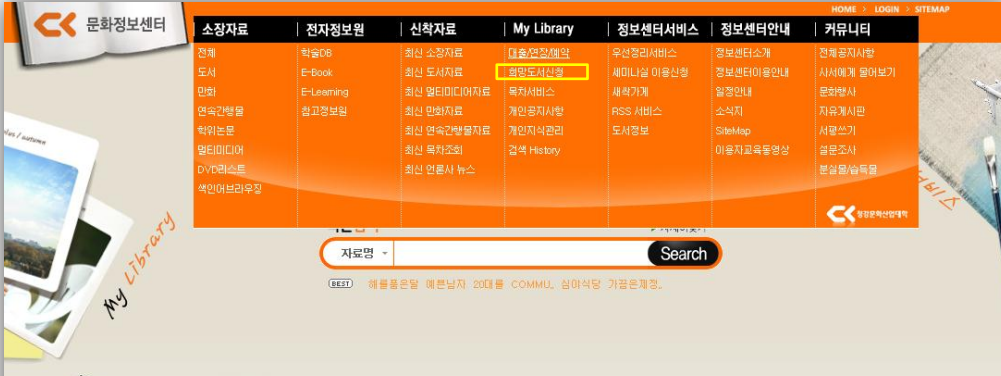 HOME > LOGIN > SITEMAP
CK 문화정보센터
소장자료 전자정보원 신착자료 My Library 정보센터서비스 정보센터안내 커뮤니티
전체 학술DB 최신 소장자료 대출/연장/예약 우선정리서비스 정보센터소개 전체공지사항
도서 E-Book 최신 도서자료 희망도서신청 세미나실 이용신청 정보센터이용안내 사서에게 물어보기
만화 E-Learning 최신 멀티미디어자료 목차서비스 새책가게 일정안내 문화행사
연속간행물 참고정보원 최신 만화자료 개인공지사항 RSS 서비스 소식지 자유게시판
학위논문 최신 연속간행물자료 개인지식관리 도서정보 SiteMap 서평쓰기
멀티미디어 최신 목차조회 검색 History 이용자교육동영상 설문조사
DVD리스트 최신 언론사 뉴스 분실물/습득물
색인어브라우징
CK 청강문화산업대학
자료명 Search
BEST 해를품은달 예쁜남자 20대를 COMMU, 심야식당
My Library